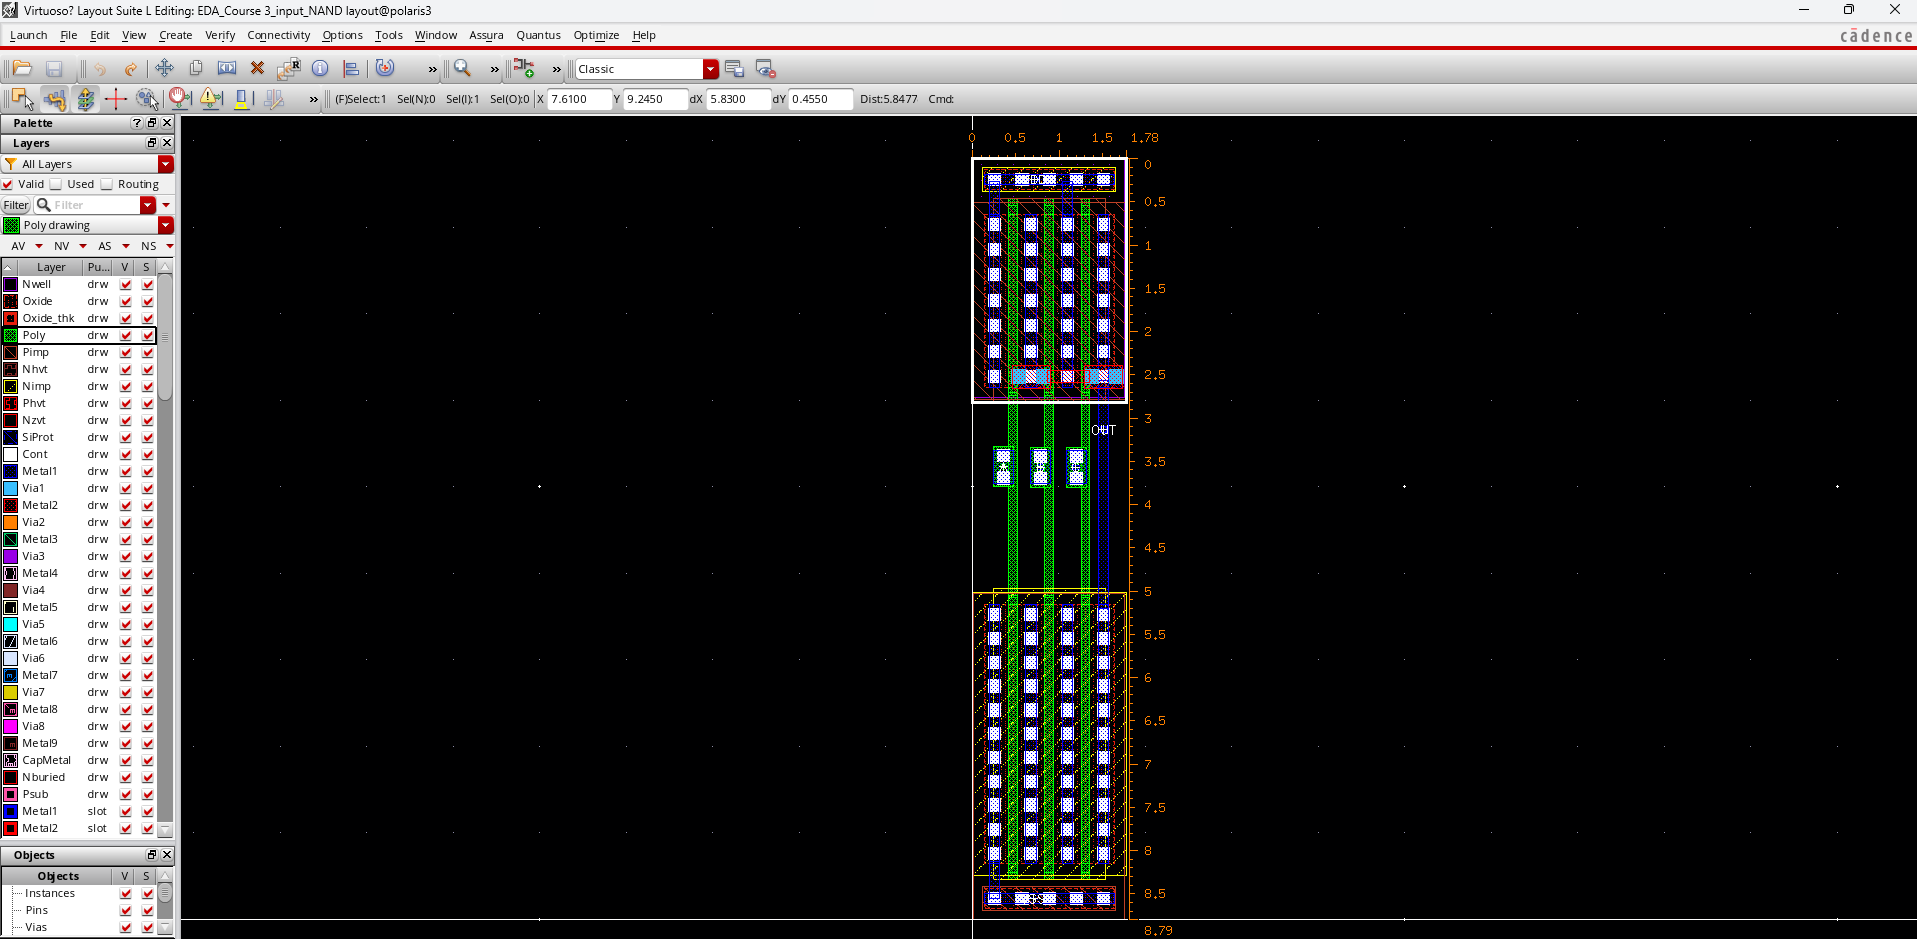 Virtuoso? Layout Suite L Editing: EDA_Course 3_input_NAND layout@polaris3
Launch File Edit View Create Verify Connectivity Options Tools Window Assura Quantus Optimize Help
cādence
» » » Classic
» (F)Select:1 Sel(N):0 Sel(I):1 Sel(O):0 X 7.6100 Y 9.2450 dX 5.8300 dY 0.4550 Dist:5.8477 Cmd:
Palette
Layers
All Layers
Valid Used Routing
Filter Filter
Poly drawing
AV NV AS NS
Layer Pu... V S
Nwell drw
Oxide drw
Oxide_thk drw
Poly drw
Pimp drw
Nhvt drw
Nimp drw
Phvt drw
Nzvt drw
SiProt drw
Cont drw
Metal1 drw
Via1 drw
Metal2 drw
Via2 drw
Metal3 drw
Via3 drw
Metal4 drw
Via4 drw
Metal5 drw
Via5 drw
Metal6 drw
Via6 drw
Metal7 drw
Via7 drw
Metal8 drw
Via8 drw
Metal9 drw
CapMetal drw
Nburied drw
Psub drw
Metal1 slot
Metal2 slot
Objects
Objects V S
Instances
Pins
Vias
0 0.5 1 1.5 1.78
0
0.5
1
1.5
2
2.5
3
OUT
3.5
4
4.5
5
5.5
6
6.5
7
7.5
8
8.5
8.79